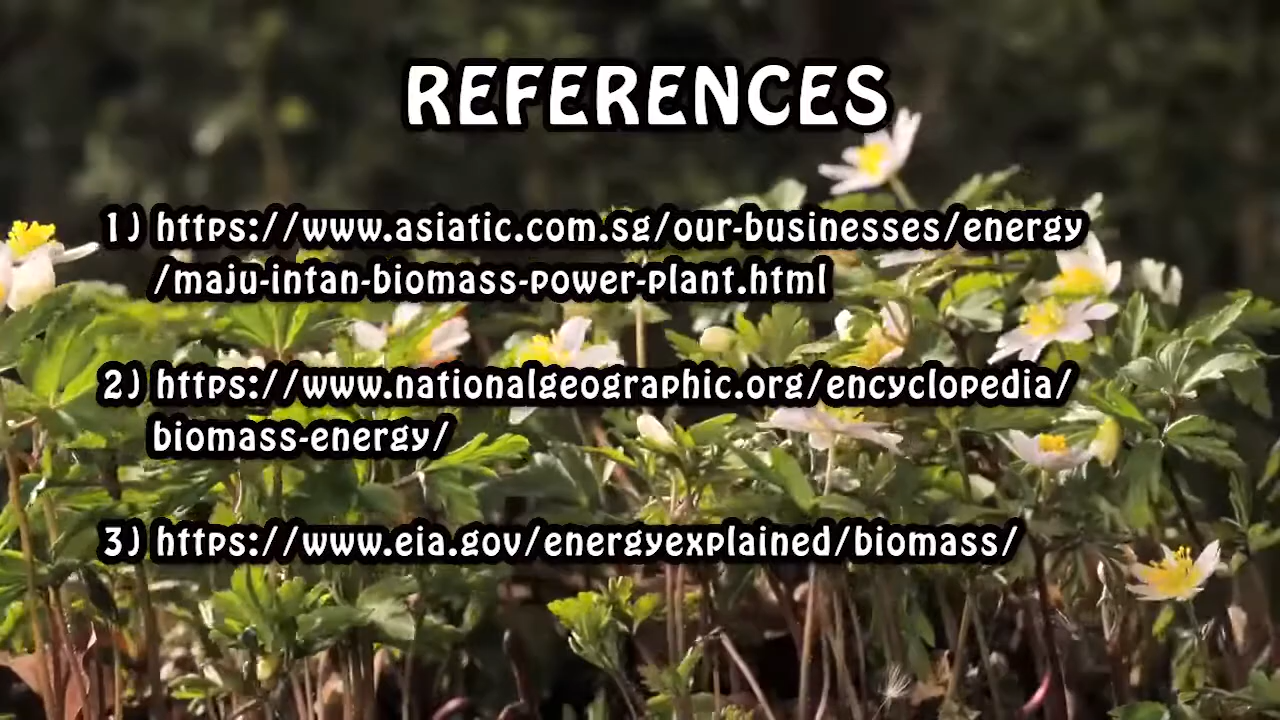 REFERENCES
1) https://www.asiatic.com.sg/our-businesses/energy
/maju-intan-biomass-power-plant.html
2) https://www.nationalgeographic.org/encyclopedia/
biomass-energy/
3) https://www.eia.gov/energyexplained/biomass/